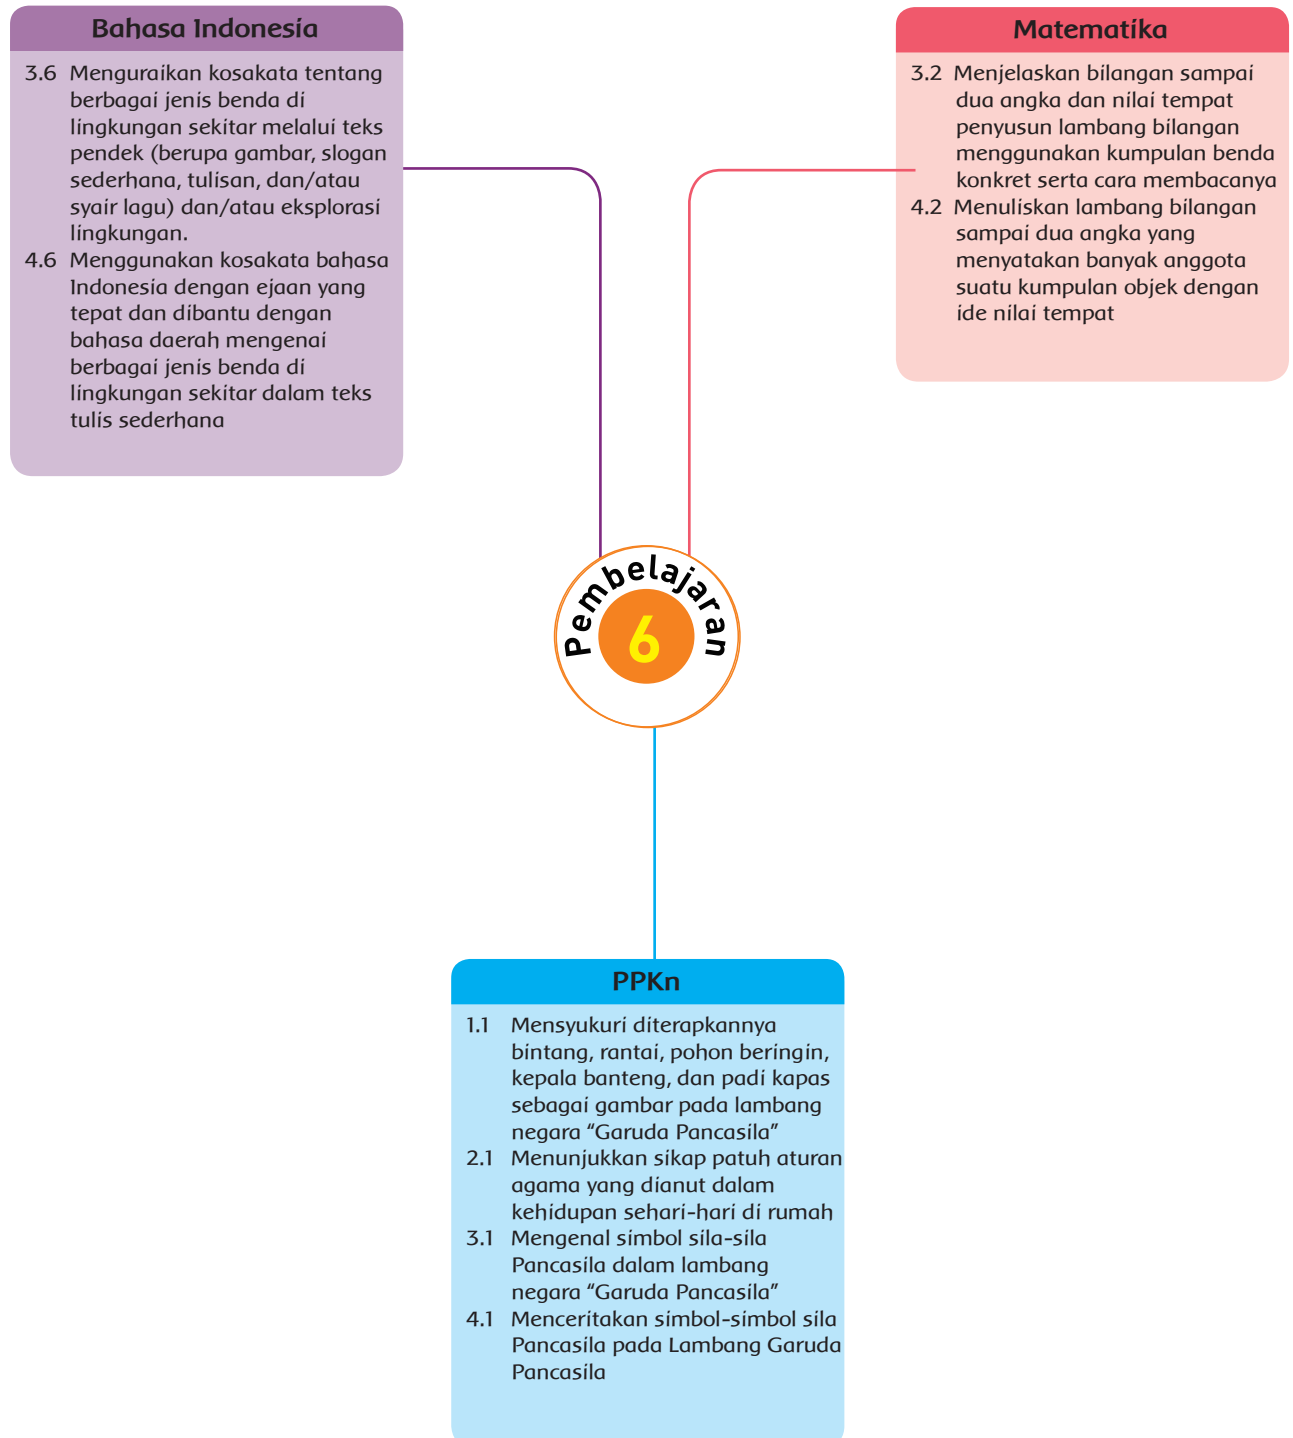 Bahasa Indonesia
3.6 Menguraikan kosakata tentang
berbagai jenis benda di
lingkungan sekitar melalui teks
pendek (berupa gambar, slogan
sederhana, tulisan, dan/atau
syair lagu) dan/atau eksplorasi
lingkungan.
4.6 Menggunakan kosakata bahasa
Indonesia dengan ejaan yang
tepat dan dibantu dengan
bahasa daerah mengenai
berbagai jenis benda di
lingkungan sekitar dalam teks
tulis sederhana
Matematika
3.2 Menjelaskan bilangan sampai
dua angka dan nilai tempat
penyusun lambang bilangan
menggunakan kumpulan benda
konkret serta cara membacanya
4.2 Menuliskan lambang bilangan
sampai dua angka yang
menyatakan banyak anggota
suatu kumpulan objek dengan
ide nilai tempat
Pembelajaran
6
PPKn
1.1 Mensyukuri diterapkannya
bintang, rantai, pohon beringin,
kepala banteng, dan padi kapas
sebagai gambar pada lambang
negara “Garuda Pancasila”
2.1 Menunjukkan sikap patuh aturan
agama yang dianut dalam
kehidupan sehari-hari di rumah
3.1 Mengenal simbol sila-sila
Pancasila dalam lambang
negara “Garuda Pancasila”
4.1 Menceritakan simbol-simbol sila
Pancasila pada Lambang Garuda
Pancasila